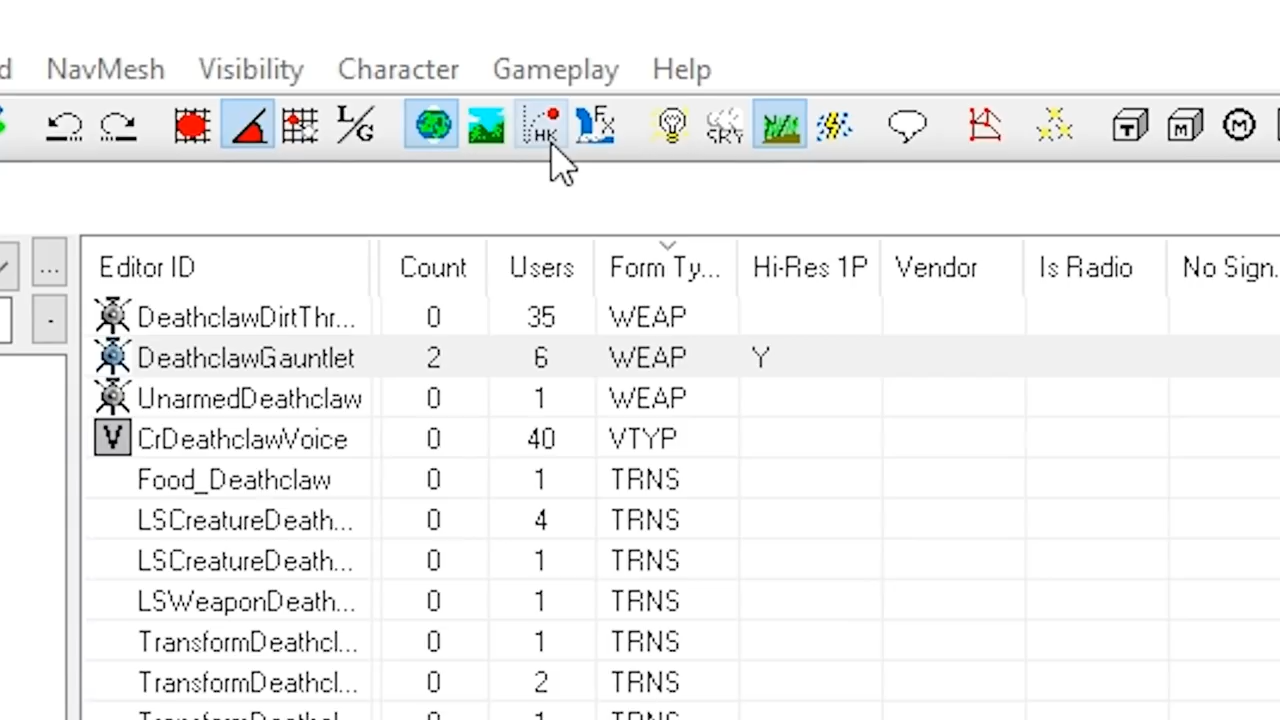 d NavMesh Visibility Character Gameplay Help
L/G HK Fx SKY T M M
... Editor ID Count Users Form Ty... Hi-Res 1P Vendor Is Radio No Sign.
- DeathclawDirtThr... 0 35 WEAP
DeathclawGauntlet 2 6 WEAP Y
UnarmedDeathclaw 0 1 WEAP
V CrDeathclawVoice 0 40 VTYP
Food_Deathclaw 0 1 TRNS
LSCreatureDeath... 0 4 TRNS
LSCreatureDeath... 0 1 TRNS
LSWeaponDeath... 0 1 TRNS
TransformDeathcl... 0 1 TRNS
TransformDeathcl... 0 2 TRNS